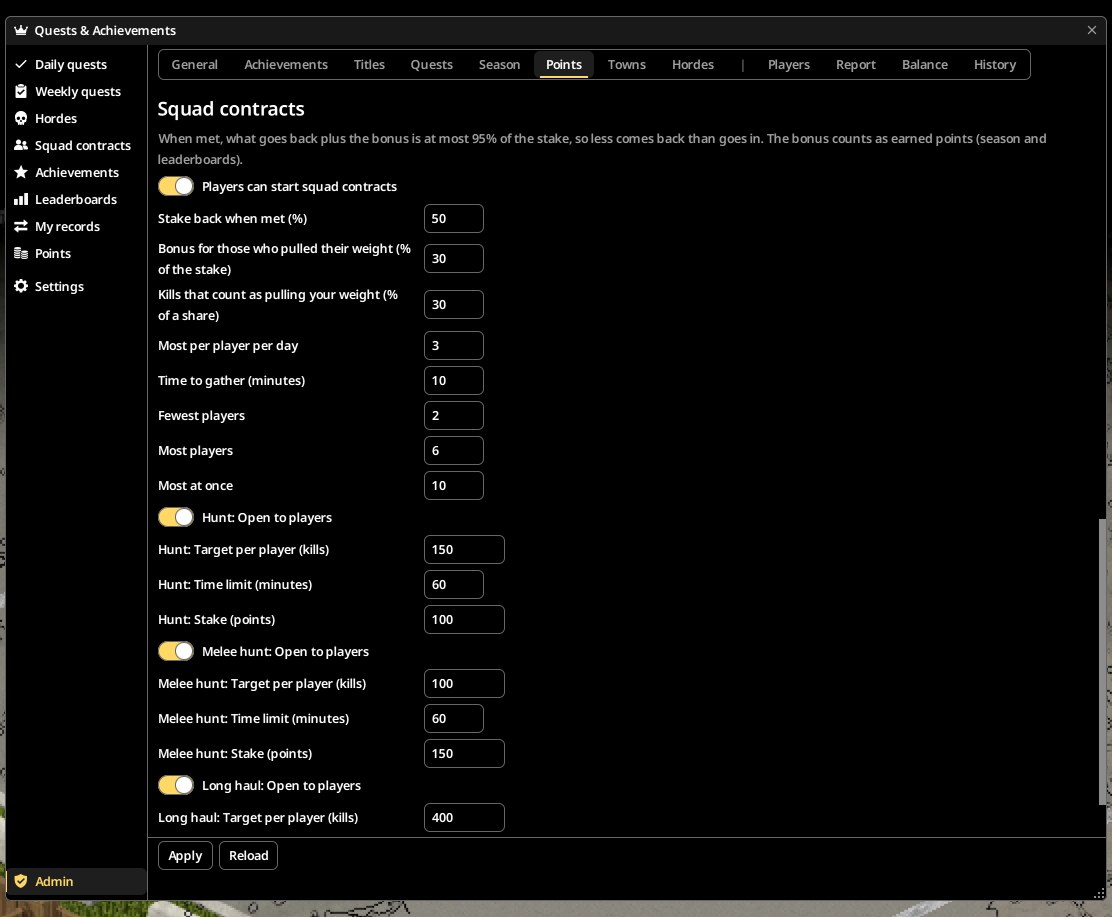 Quests & Achievements
Daily quests
Weekly quests
Hordes
Squad contracts
Achievements
Leaderboards
My records
Points
Settings
Admin
General Achievements Titles Quests Season Points Towns Hordes | Players Report Balance History
Squad contracts
When met, what goes back plus the bonus is at most 95% of the stake, so less comes back than goes in. The bonus counts as earned points (season and
leaderboards).
Players can start squad contracts
Stake back when met (%) 50
Bonus for those who pulled their weight (%
of the stake) 30
Kills that count as pulling your weight (%
of a share) 30
Most per player per day 3
Time to gather (minutes) 10
Fewest players 2
Most players 6
Most at once 10
Hunt: Open to players
Hunt: Target per player (kills) 150
Hunt: Time limit (minutes) 60
Hunt: Stake (points) 100
Melee hunt: Open to players
Melee hunt: Target per player (kills) 100
Melee hunt: Time limit (minutes) 60
Melee hunt: Stake (points) 150
Long haul: Open to players
Long haul: Target per player (kills) 400
Apply Reload